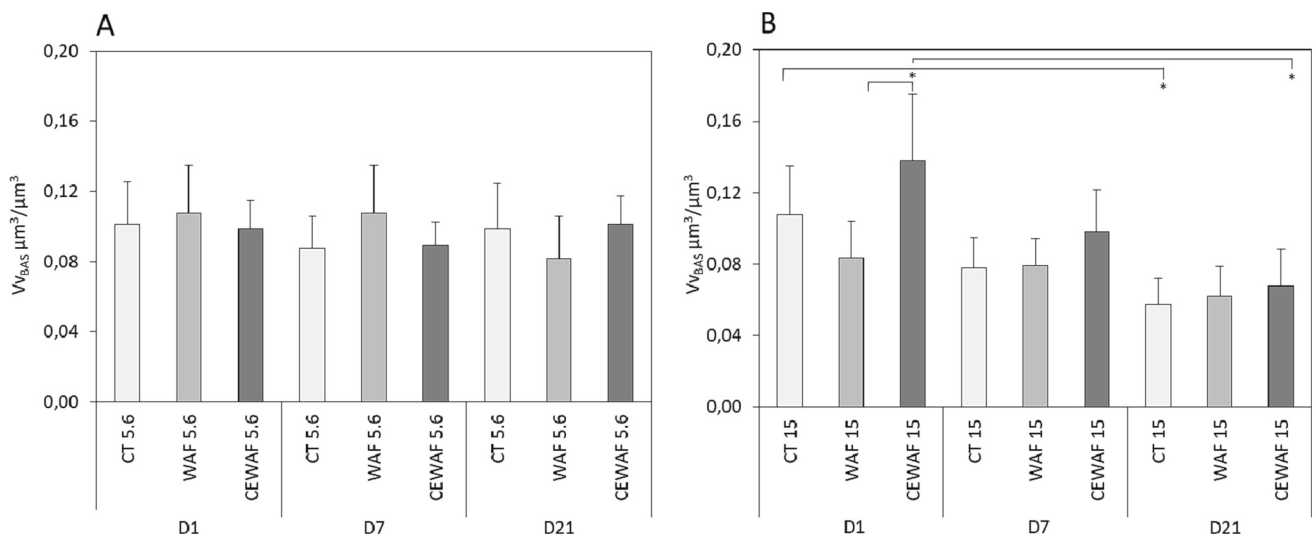 A
0,20
0,16
0,12
0,08
0,04
0,00
VvBAS µm³/µm³
CT 5.6
WAF 5.6
CEWAF 5.6
CT 5.6
WAF 5.6
CEWAF 5.6
CT 5.6
WAF 5.6
CEWAF 5.6
D1 D7 D21
B
0,20
0,16
0,12
0,08
0,04
0,00
VvBAS µm³/µm³
* * *
CT 15
WAF 15
CEWAF 15
CT 15
WAF 15
CEWAF 15
CT 15
WAF 15
CEWAF 15
D1 D7 D21